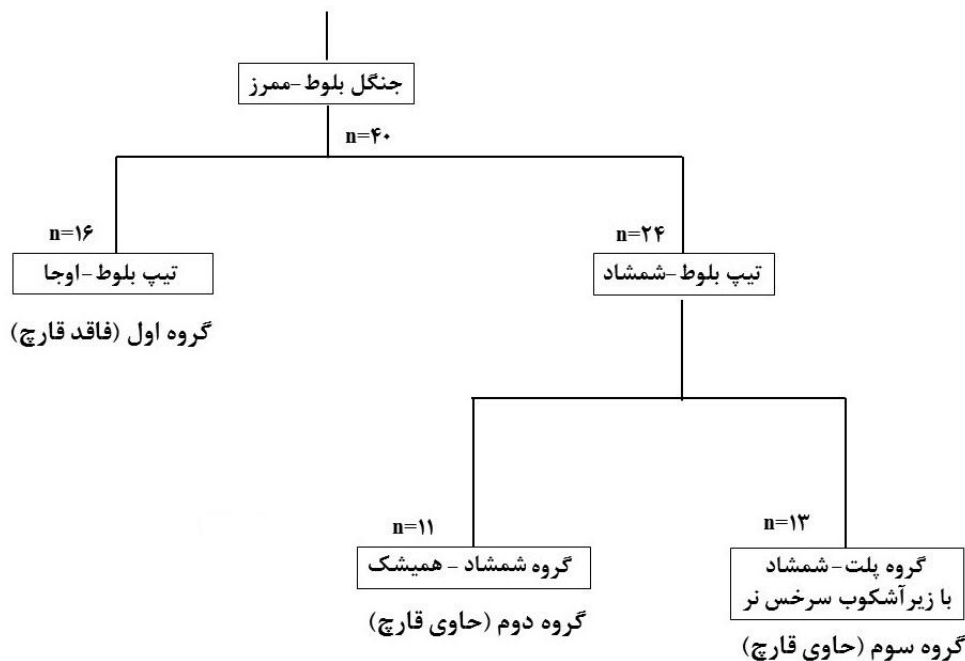 جنگل بلوط-ممرز
n=۴۰
n=۱۶
تیپ بلوط-اوجا
گروه اول (فاقد قارچ)
n=۲۴
تیپ بلوط-شمشاد
n=۱۱
گروه شمشاد - همیشک
گروه دوم (حاوی قارچ)
n=۱۳
گروه پلت-شمشاد
با زیرآشکوب سرخس نر
گروه سوم (حاوی قارچ)